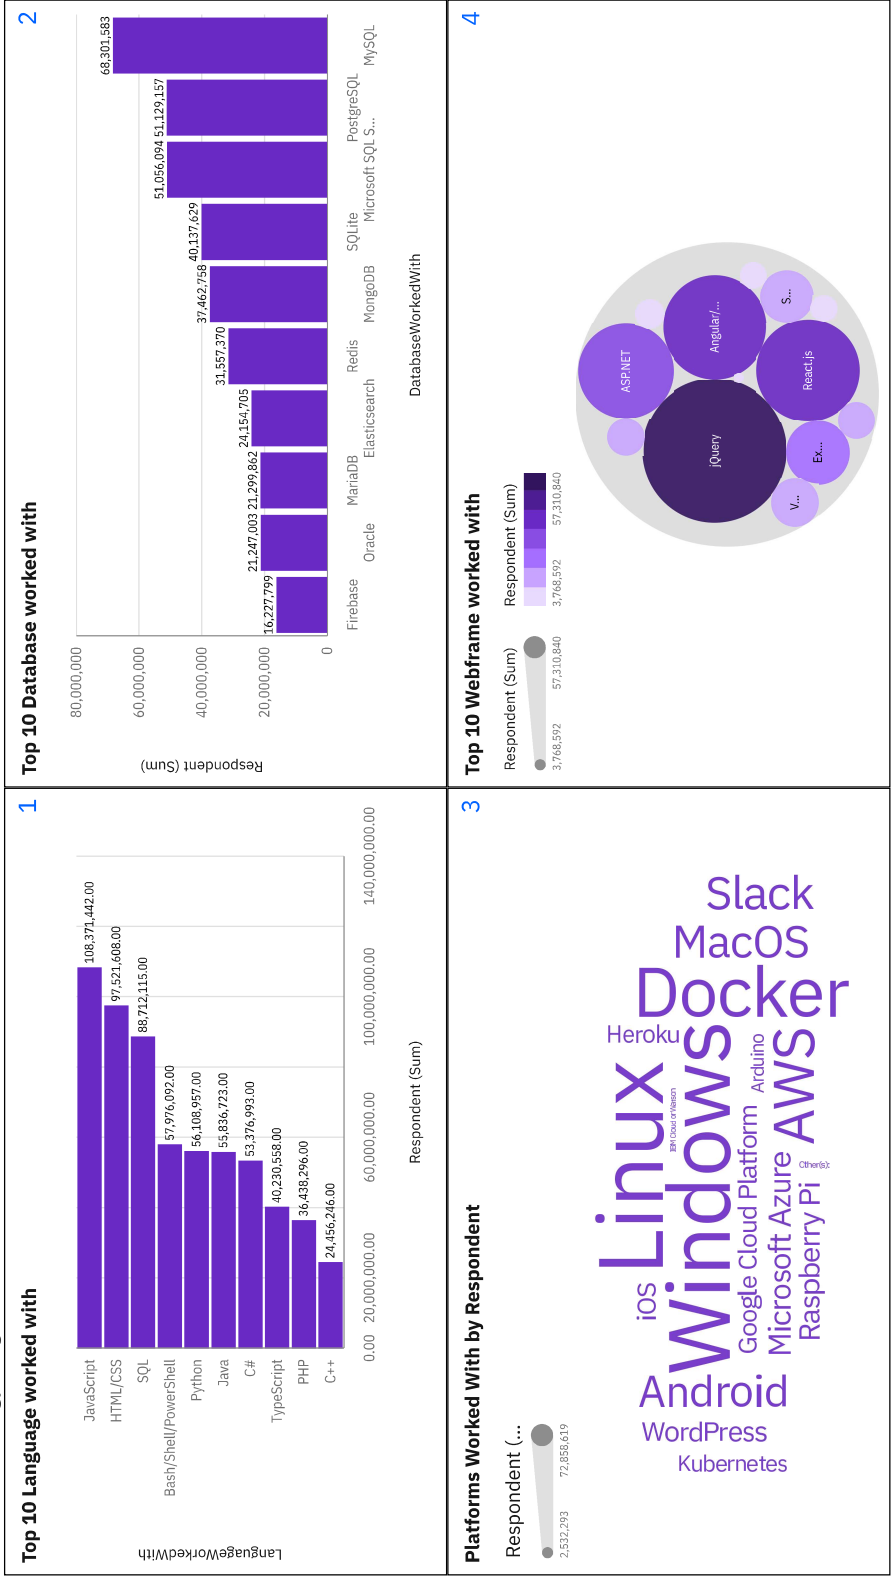 1
Top 10 Language worked with
LanguageWorkedWith
JavaScript
108,371,442.00
HTML/CSS
97,521,608.00
SQL
88,712,115.00
Bash/Shell/PowerShell
57,976,092.00
Python
56,108,957.00
Java
55,836,723.00
C#
53,376,993.00
TypeScript
40,230,558.00
PHP
36,438,296.00
C++
24,456,246.00
0.00
20,000,000.00
60,000,000.00
100,000,000.00
140,000,000.00
Respondent (Sum)
2
Top 10 Database worked with
Respondent (Sum)
80,000,000
60,000,000
40,000,000
20,000,000
0
16,227,799
21,247,003
21,299,862
24,154,705
31,557,370
37,462,758
40,137,629
51,056,094
51,129,157
68,301,583
Firebase
Oracle
MariaDB
Elasticsearch
Redis
MongoDB
SQLite
Microsoft SQL S...
PostgreSQL
MySQL
DatabaseWorkedWith
3
Platforms Worked With by Respondent
Respondent (...
2,532,293
72,858,619
Kubernetes
WordPress
Android
iOS
Linux
Windows
Heroku
IBM Cloud or Watson
Google Cloud Platform
Arduino
Microsoft Azure
AWS
Raspberry Pi
Other(s):
Docker
MacOS
Slack
4
Top 10 Webframe worked with
Respondent (Sum)
3,768,592
57,310,840
Respondent (Sum)
3,768,592
57,310,840
ASP.NET
jQuery
Angular/...
V...
Ex...
React.js
S...